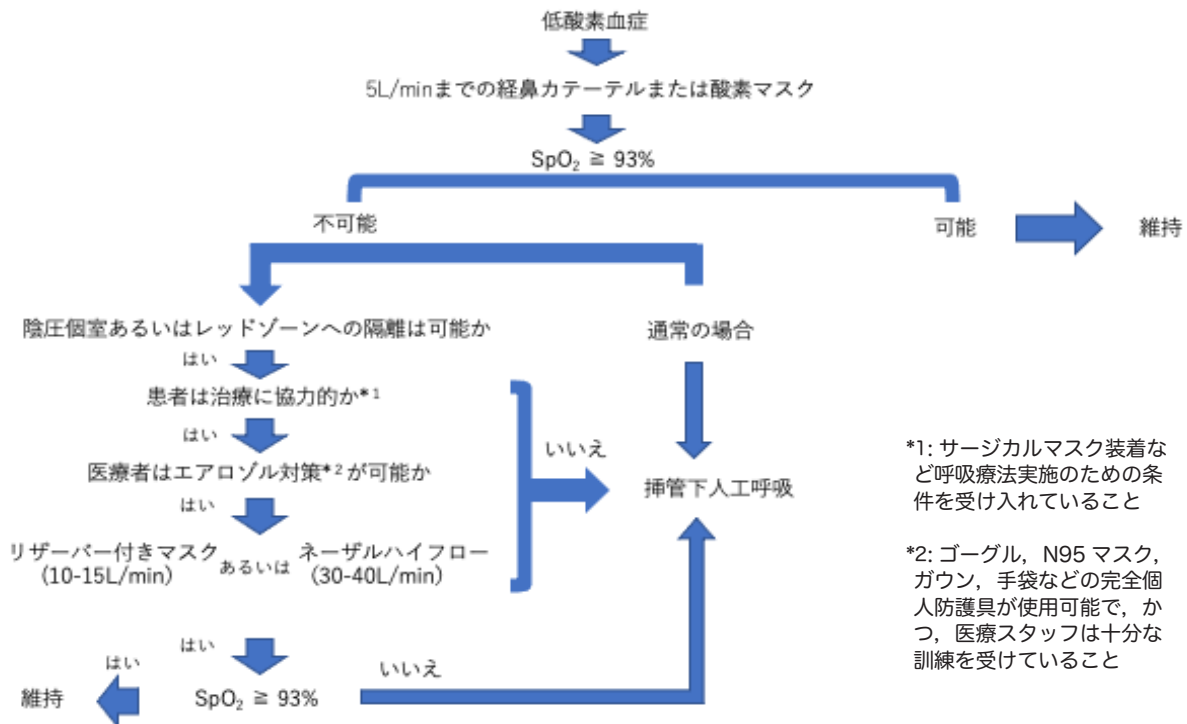 低酸素血症
5L/minまでの経鼻カテーテルまたは酸素マスク
SpO₂ ≧ 93%
不可能
可能
維持
陰圧個室あるいはレッドゾーンへの隔離は可能か
通常の場合
はい
患者は治療に協力的か*1
はい
いいえ
医療者はエアロゾル対策*2が可能か
挿管下人工呼吸
はい
リザーバー付きマスク
(10-15L/min)
あるいは
ネーザルハイフロー
(30-40L/min)
はい
はい
いいえ
維持
SpO₂ ≧ 93%
*1: サージカルマスク装着な
ど呼吸療法実施のための条
件を受け入れていること
*2: ゴーグル，N95 マスク，
ガウン，手袋などの完全個
人防護具が使用可能で，か
つ，医療スタッフは十分な
訓練を受けていること